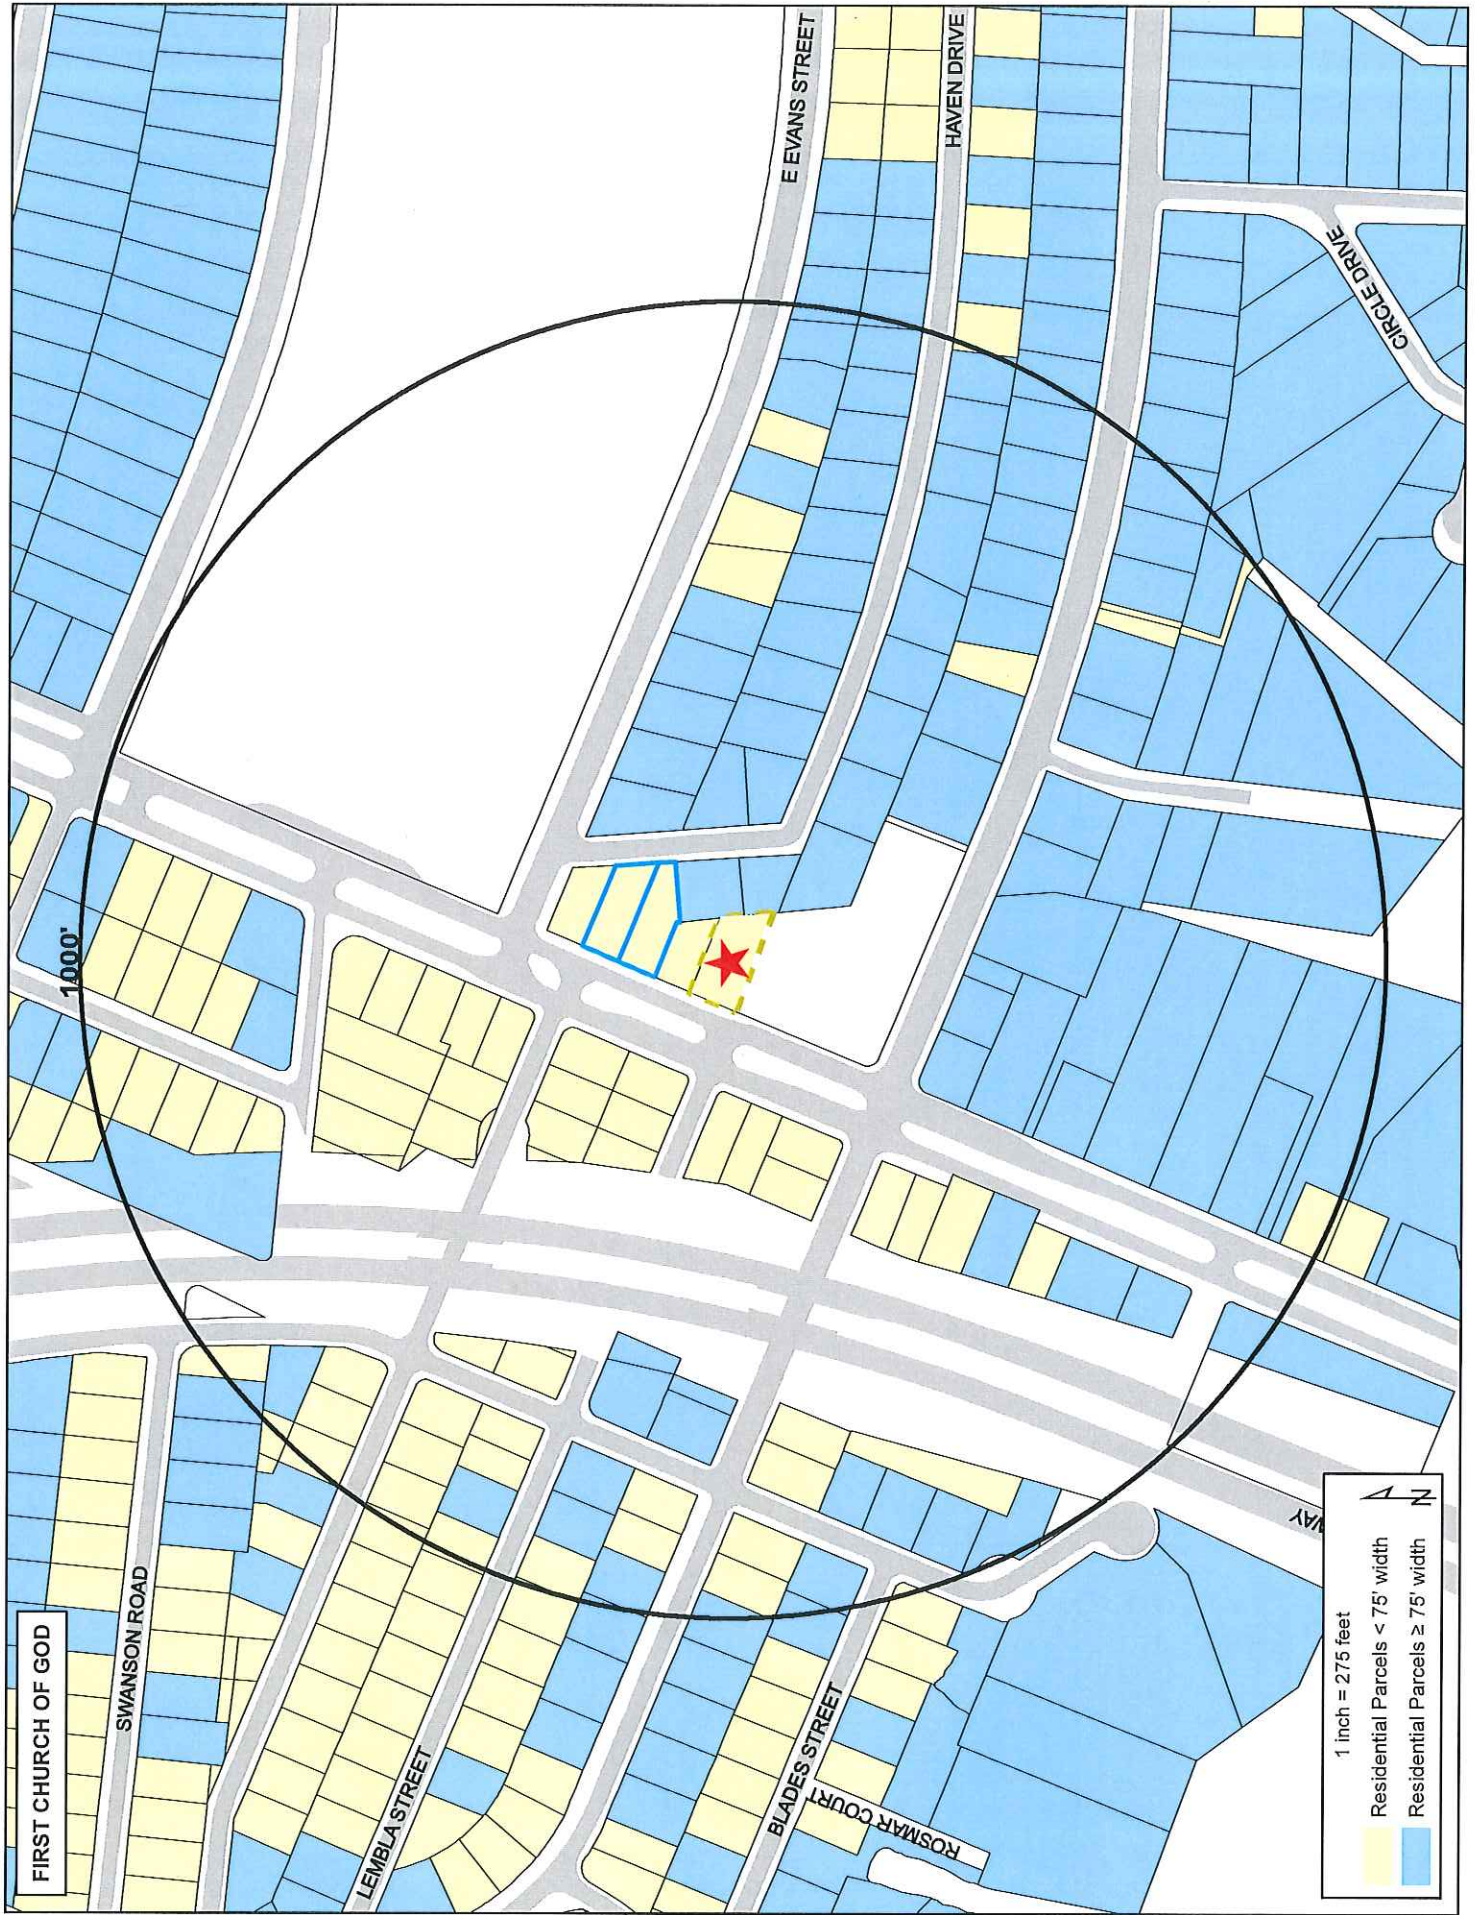 FIRST CHURCH OF GOD
1000'
E EVANS STREET
HAVEN DRIVE
CIRCLE DRIVE
SWANSON ROAD
LEMBLA STREET
BLADES STREET
ROSMAR COURT
WAY
1 inch = 275 feet
Residential Parcels < 75' width
Residential Parcels ≥ 75' width
N